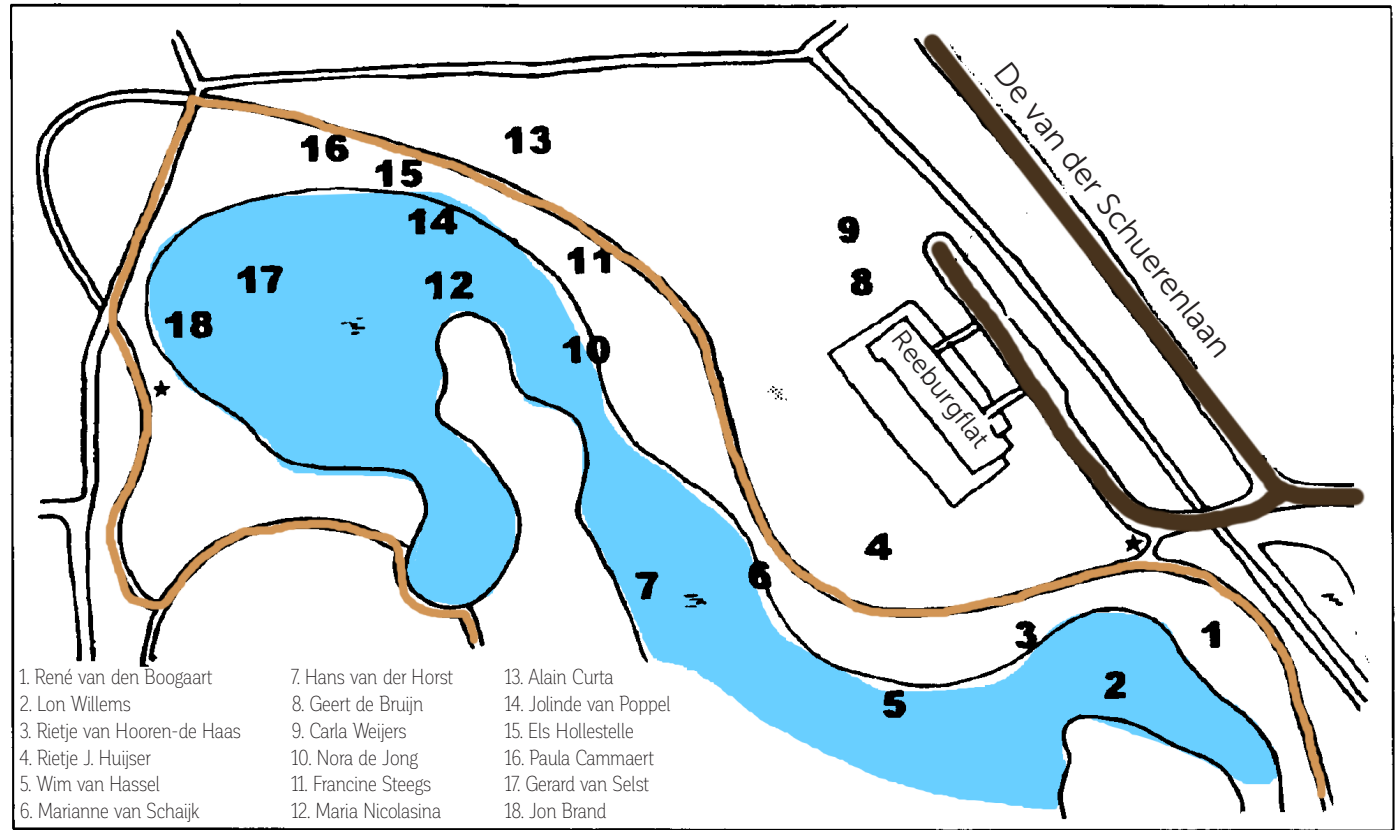 De van der Schuerenlaan
16
13
15
14
9
11
17
12
8
18
10
Reeburgflat
4
7
6
3
1
2
5
1. René van den Boogaart
2. Lon Willems
3. Rietje van Hooren-de Haas
4. Rietje J. Huijser
5. Wim van Hassel
6. Marianne van Schaijk
7. Hans van der Horst
8. Geert de Bruijn
9. Carla Weijers
10. Nora de Jong
11. Francine Steegs
12. Maria Nicolasina
13. Alain Curta
14. Jolinde van Poppel
15. Els Hollestelle
16. Paula Cammaert
17. Gerard van Selst
18. Jon Brand